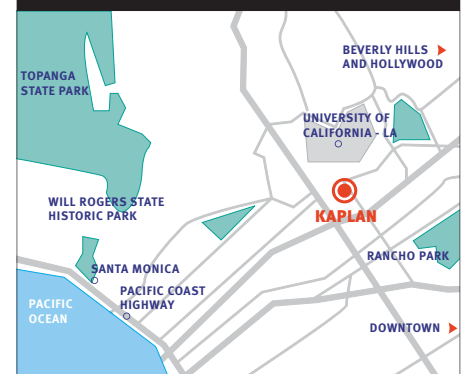 BEVERLY HILLS
AND HOLLYWOOD
TOPANGA
STATE PARK
UNIVERSITY OF
CALIFORNIA - LA
WILL ROGERS STATE
HISTORIC PARK
KAPLAN
RANCHO PARK
SANTA MONICA
PACIFIC COAST
HIGHWAY
PACIFIC
OCEAN
DOWNTOWN